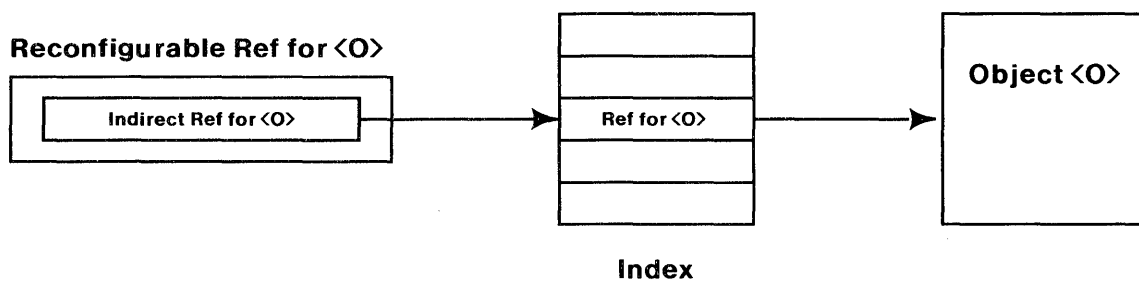 Reconfigurable Ref for <O>
Indirect Ref for <O>
Ref for <O>
Object <O>
Index